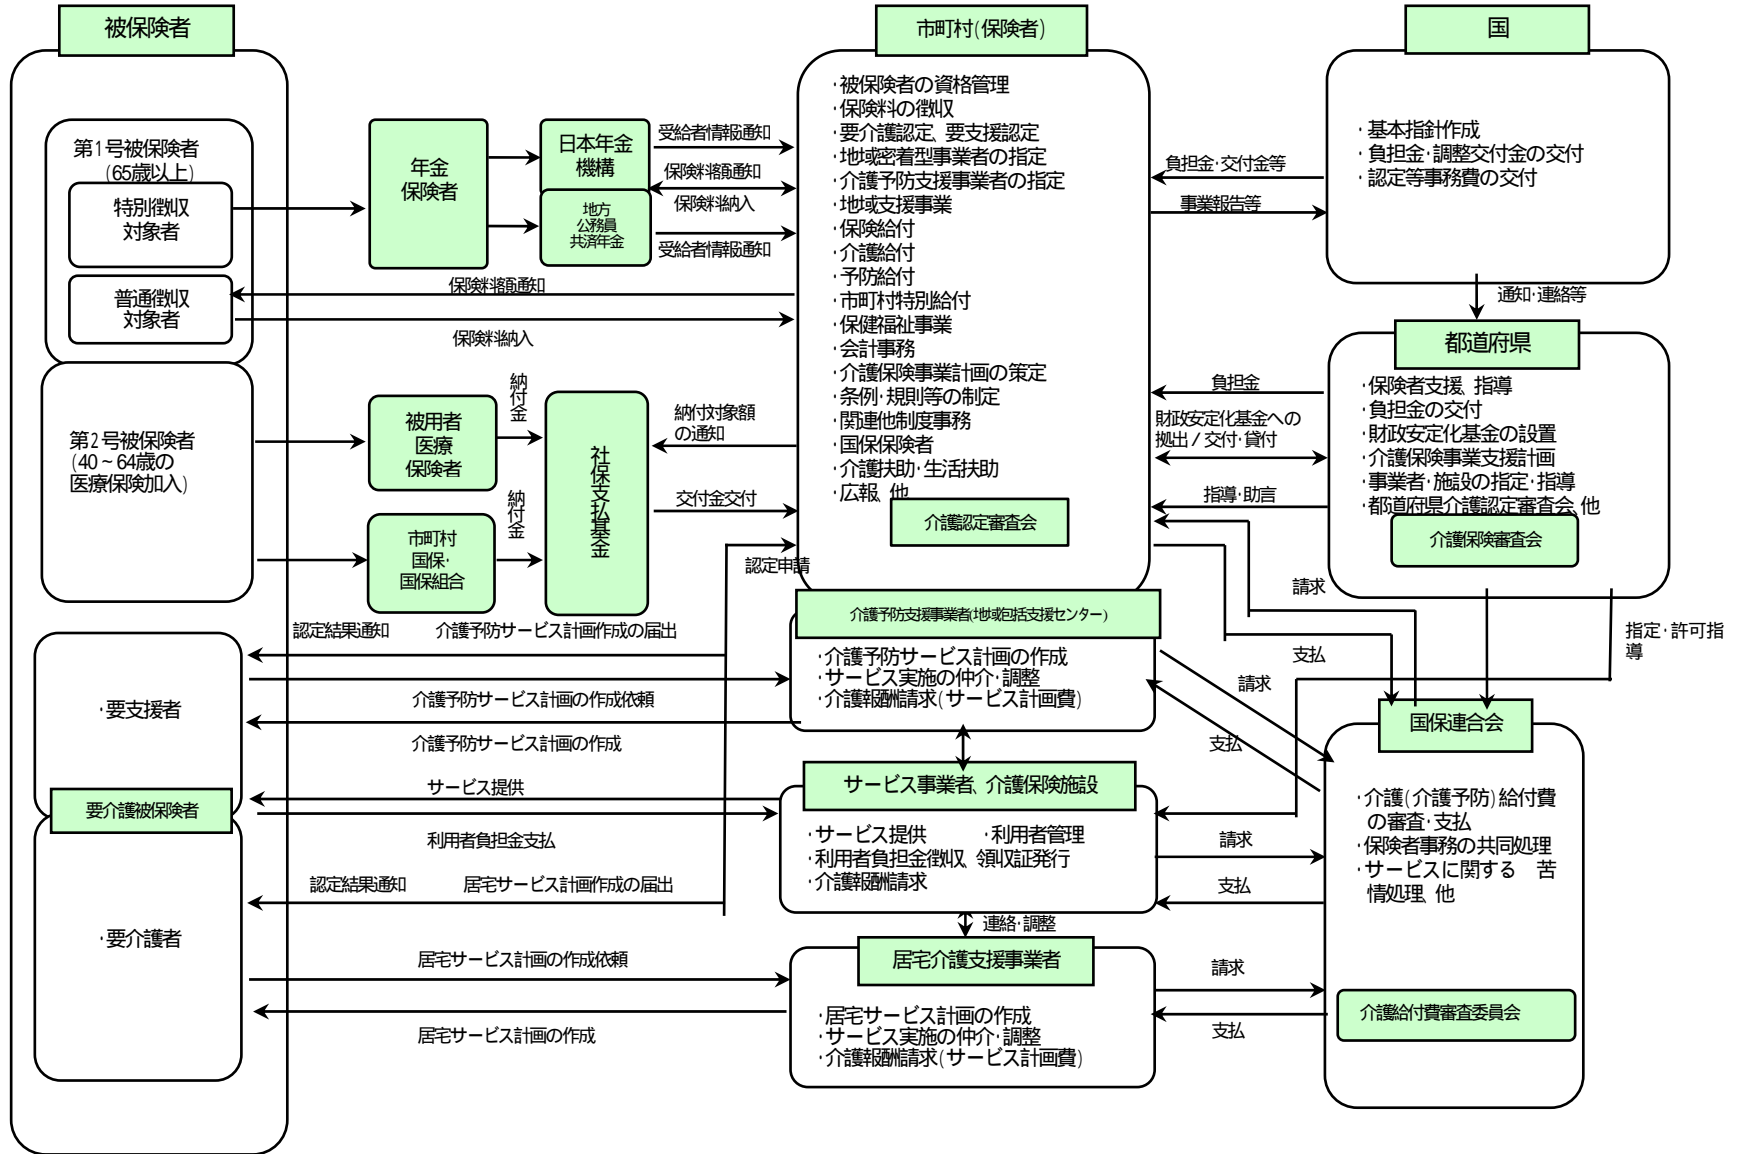 被保険者
市町村(保険者)
国
第1号被保険者
(65歳以上)
特別徴収
対象者
普通徴収
対象者
年金
保険者
日本年金
機構
地方
公務員
共済年金
受給者情報通知
保険料額通知
保険料納入
受給者情報通知
保険料額通知
保険料納入
・被保険者の資格管理
・保険料の徴収
・要介護認定、要支援認定
・地域密着型事業者の指定
・介護予防支援事業者の指定
・地域支援事業
・保険給付
・介護給付
・予防給付
・市町村特別給付
・保健福祉事業
・会計事務
・介護保険事業計画の策定
・条例・規則等の制定
・関連他制度事務
・国保保険者
・介護扶助・生活扶助
・広報、他
介護認定審査会
負担金・交付金等
事業報告等
・基本指針作成
・負担金・調整交付金の交付
・認定等事務費の交付
通知・連絡等
都道府県
・保険者支援、指導
・負担金の交付
・財政安定化基金の設置
・介護保険事業支援計画
・事業者・施設の指定・指導
・都道府県介護認定審査会、他
介護保険審査会
負担金
財政安定化基金への
拠出/交付・貸付
指導・助言
第2号被保険者
(40~64歳の
医療保険加入)
被用者
医療
保険者
市町村
国保・
国保組合
納付金
納付金
社保支払基金
納付対象額
の通知
交付金交付
認定申請
請求
支払
指定・許可指
導
認定結果通知
介護予防サービス計画作成の届出
介護予防サービス計画の作成依頼
介護予防サービス計画の作成
・要支援者
介護予防支援事業者(地域包括支援センター)
・介護予防サービス計画の作成
・サービス実施の仲介・調整
・介護報酬請求(サービス計画費)
請求
支払
国保連合会
・介護(介護予防)給付費
の審査・支払
・保険者事務の共同処理
・サービスに関する 苦
情処理、他
介護給付費審査委員会
要介護被保険者
サービス提供
利用者負担金支払
サービス事業者、介護保険施設
・サービス提供 ・利用者管理
・利用者負担金徴収、領収証発行
・介護報酬請求
請求
支払
認定結果通知
居宅サービス計画作成の届出
・要介護者
連絡・調整
居宅サービス計画の作成依頼
居宅サービス計画の作成
居宅介護支援事業者
・居宅サービス計画の作成
・サービス実施の仲介・調整
・介護報酬請求(サービス計画費)
請求
支払